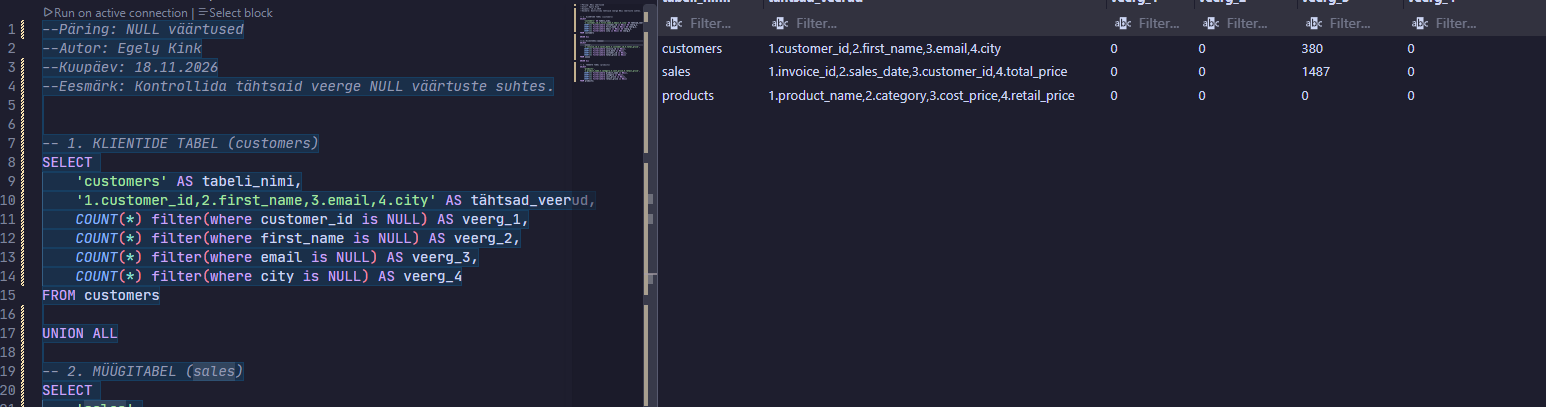 Run on active connection | Select block
1 --Päring: NULL väärtused
2 --Autor: Egely Kink
3 --Kuupäev: 18.11.2026
4 --Eesmärk: Kontrollida tähtsaid veerge NULL väärtuste suhtes.
5
6
7 -- 1. KLIENTIDE TABEL (customers)
8 SELECT
9 'customers' AS tabeli_nimi,
10 '1.customer_id,2.first_name,3.email,4.city' AS tähtsad_veerud,
11 COUNT(*) filter(where customer_id is NULL) AS veerg_1,
12 COUNT(*) filter(where first_name is NULL) AS veerg_2,
13 COUNT(*) filter(where email is NULL) AS veerg_3,
14 COUNT(*) filter(where city is NULL) AS veerg_4
15 FROM customers
16
17 UNION ALL
18
19 -- 2. MÜÜGITABEL (sales)
20 SELECT
Filter... Filter... Filter... Filter... Filter... Filter...
customers 1.customer_id,2.first_name,3.email,4.city 0 0 380 0
sales 1.invoice_id,2.sales_date,3.customer_id,4.total_price 0 0 1487 0
products 1.product_name,2.category,3.cost_price,4.retail_price 0 0 0 0